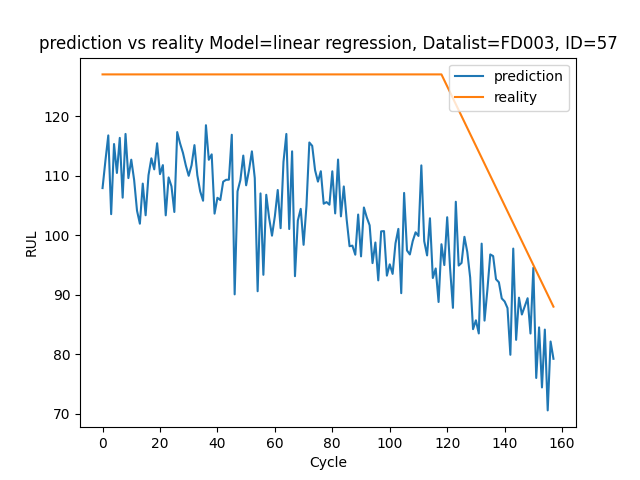 prediction vs reality Model=linear regression, Datalist=FD003, ID=57
prediction
reality
RUL
120
110
100
90
80
70
0 20 40 60 80 100 120 140 160
Cycle